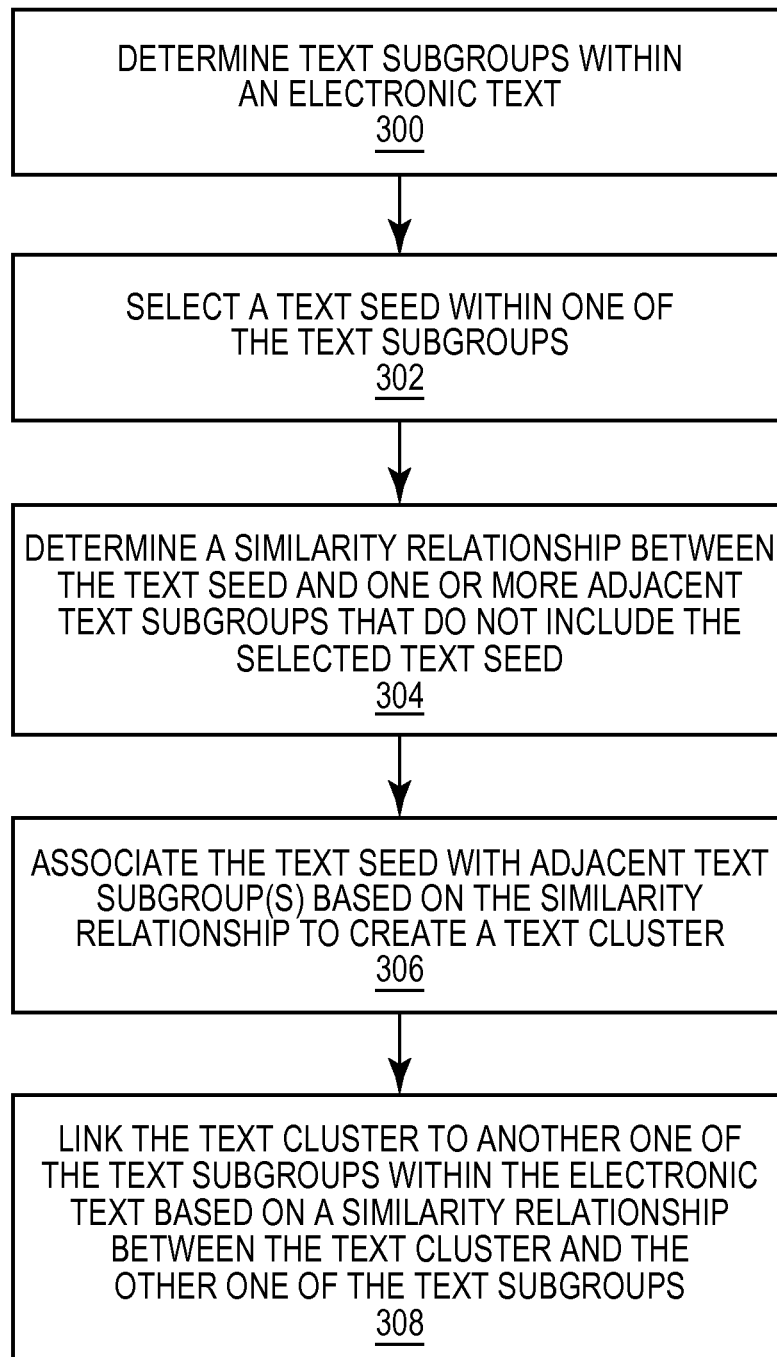 DETERMINE TEXT SUBGROUPS WITHIN
AN ELECTRONIC TEXT
300
SELECT A TEXT SEED WITHIN ONE OF
THE TEXT SUBGROUPS
302
DETERMINE A SIMILARITY RELATIONSHIP BETWEEN
THE TEXT SEED AND ONE OR MORE ADJACENT
TEXT SUBGROUPS THAT DO NOT INCLUDE THE
SELECTED TEXT SEED
304
ASSOCIATE THE TEXT SEED WITH ADJACENT TEXT
SUBGROUP(S) BASED ON THE SIMILARITY
RELATIONSHIP TO CREATE A TEXT CLUSTER
306
LINK THE TEXT CLUSTER TO ANOTHER ONE OF
THE TEXT SUBGROUPS WITHIN THE ELECTRONIC
TEXT BASED ON A SIMILARITY RELATIONSHIP
BETWEEN THE TEXT CLUSTER AND THE
OTHER ONE OF THE TEXT SUBGROUPS
308